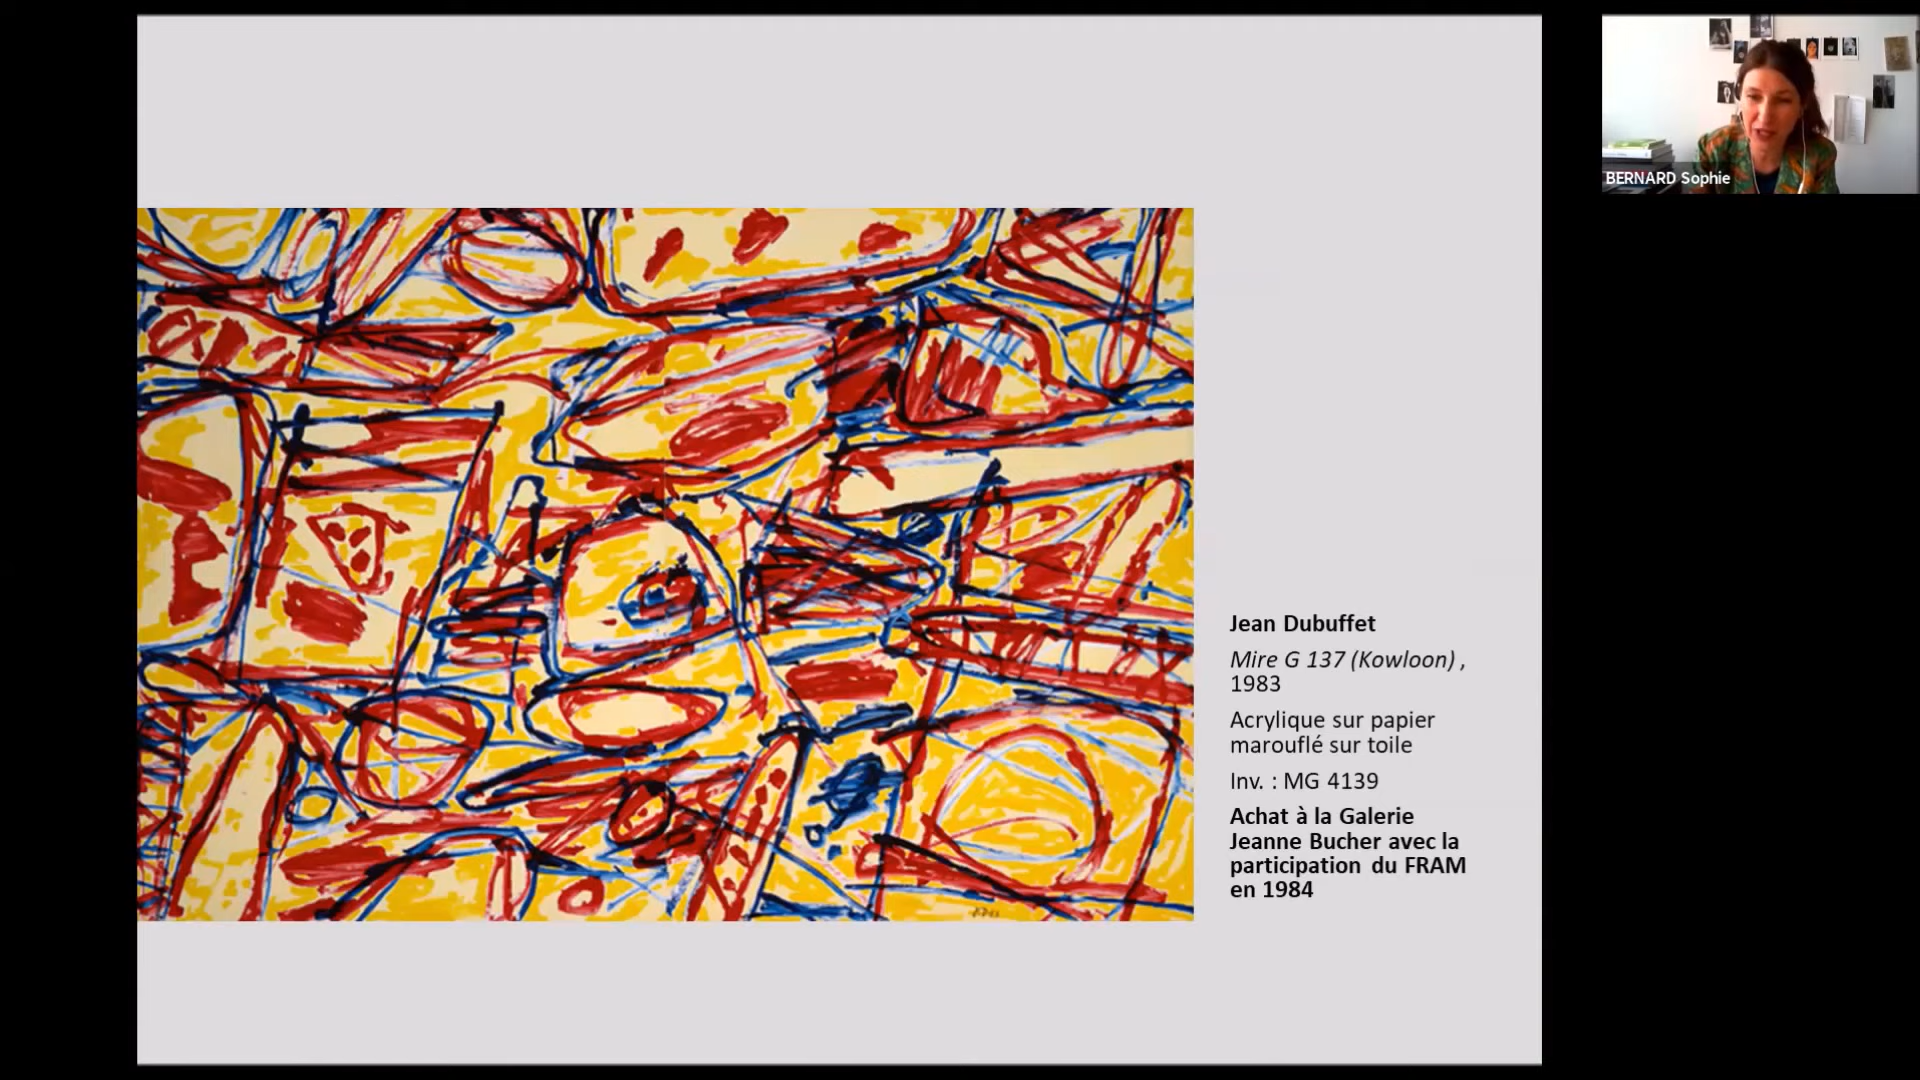 BERNARD Sophie
Jean Dubuffet
Mire G 137 (Kowloon) ,
1983
Acrylique sur papier
marouflé sur toile
Inv. : MG 4139
Achat à la Galerie
Jeanne Bucher avec la
participation du FRAM
en 1984